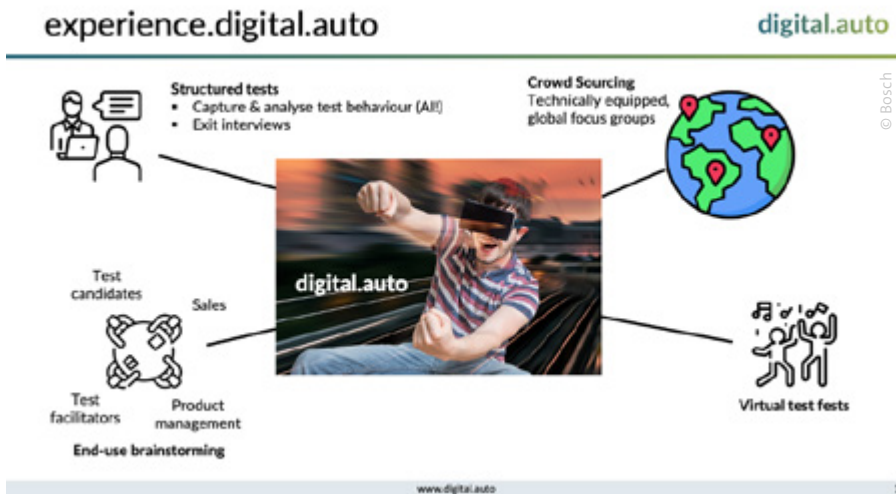 experience.digital.auto
digital.auto
Structured tests
▪ Capture & analyse test behaviour (AI!)
▪ Exit interviews
Crowd Sourcing
Technically equipped,
global focus groups
© Bosch
digital.auto
Test
candidates
Sales
Test
facilitators
Product
management
End-use brainstorming
Virtual test fests
www.digital.auto